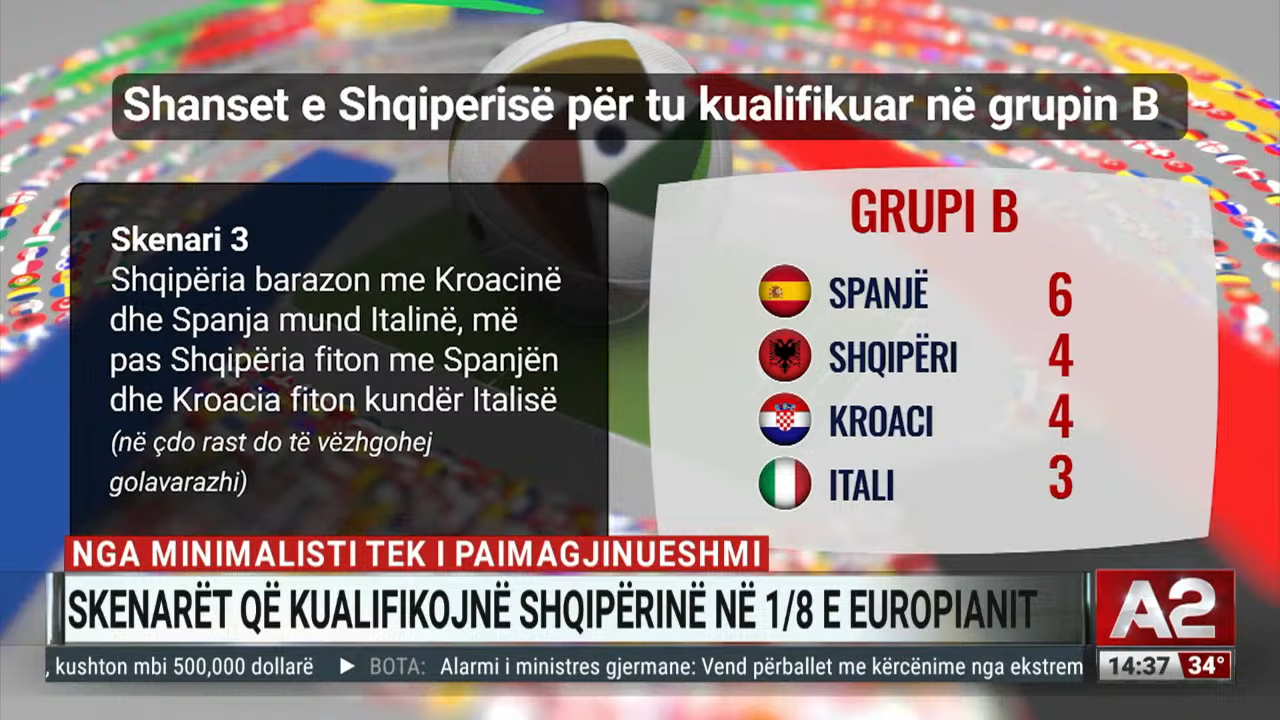 Shanset e Shqiperisë për tu kualifikuar në grupin B
Skenari 3
Shqipëria barazon me Kroacinë
dhe Spanja mund Italinë, më
pas Shqipëria fiton me Spanjën
dhe Kroacia fiton kundër Italisë
(në çdo rast do të vëzhgohej
golavarazhi)
GRUPI B
SPANJË 6
SHQIPËRI 4
KROACI 4
ITALI 3
NGA MINIMALISTI TEK I PAIMAGJINUESHMI
SKENARËT QË KUALIFIKOJNË SHQIPËRINË NË 1/8 E EUROPIANIT
A2
, kushton mbi 500,000 dollarë ▶ BOTA: Alarmi i ministres gjermane: Vend përballet me kërcënime nga ekstrem
14:37 34°